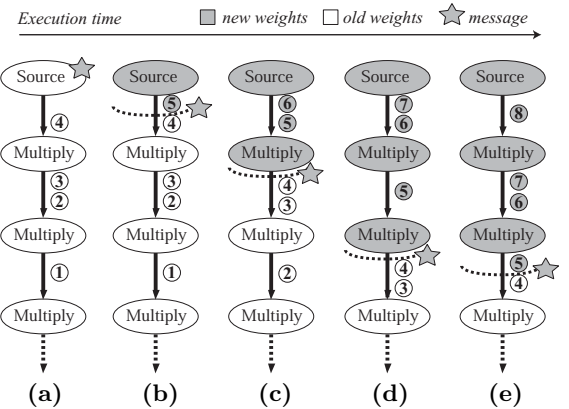 Execution time new weights old weights message
Source Source Source Source Source
4 5 4 6 5 7 6 8
Multiply Multiply Multiply Multiply Multiply
3 2 3 2 4 3 5 7 6
Multiply Multiply Multiply Multiply Multiply
1 1 2 4 3 5 4
Multiply Multiply Multiply Multiply Multiply
(a) (b) (c) (d) (e)